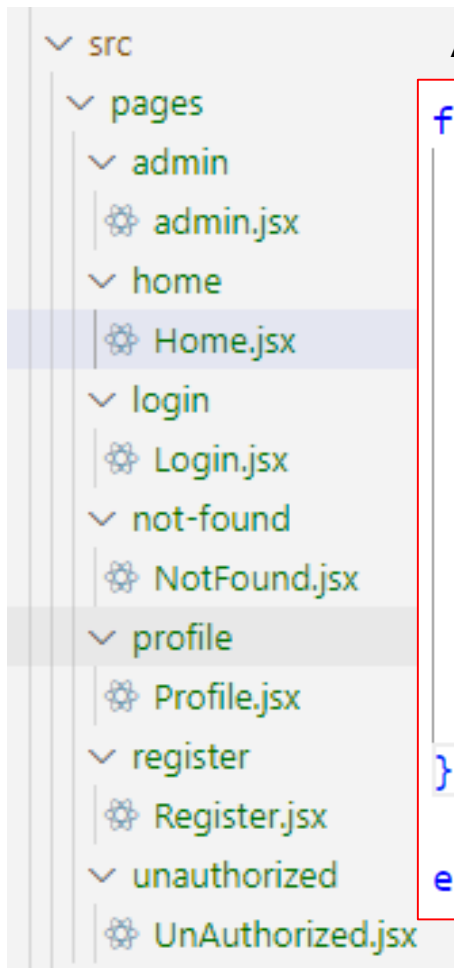 src
pages
admin
admin.jsx
home
Home.jsx
login
Login.jsx
not-found
NotFound.jsx
profile
Profile.jsx
register
Register.jsx
unauthorized
UnAuthorized.jsx
f
}
e